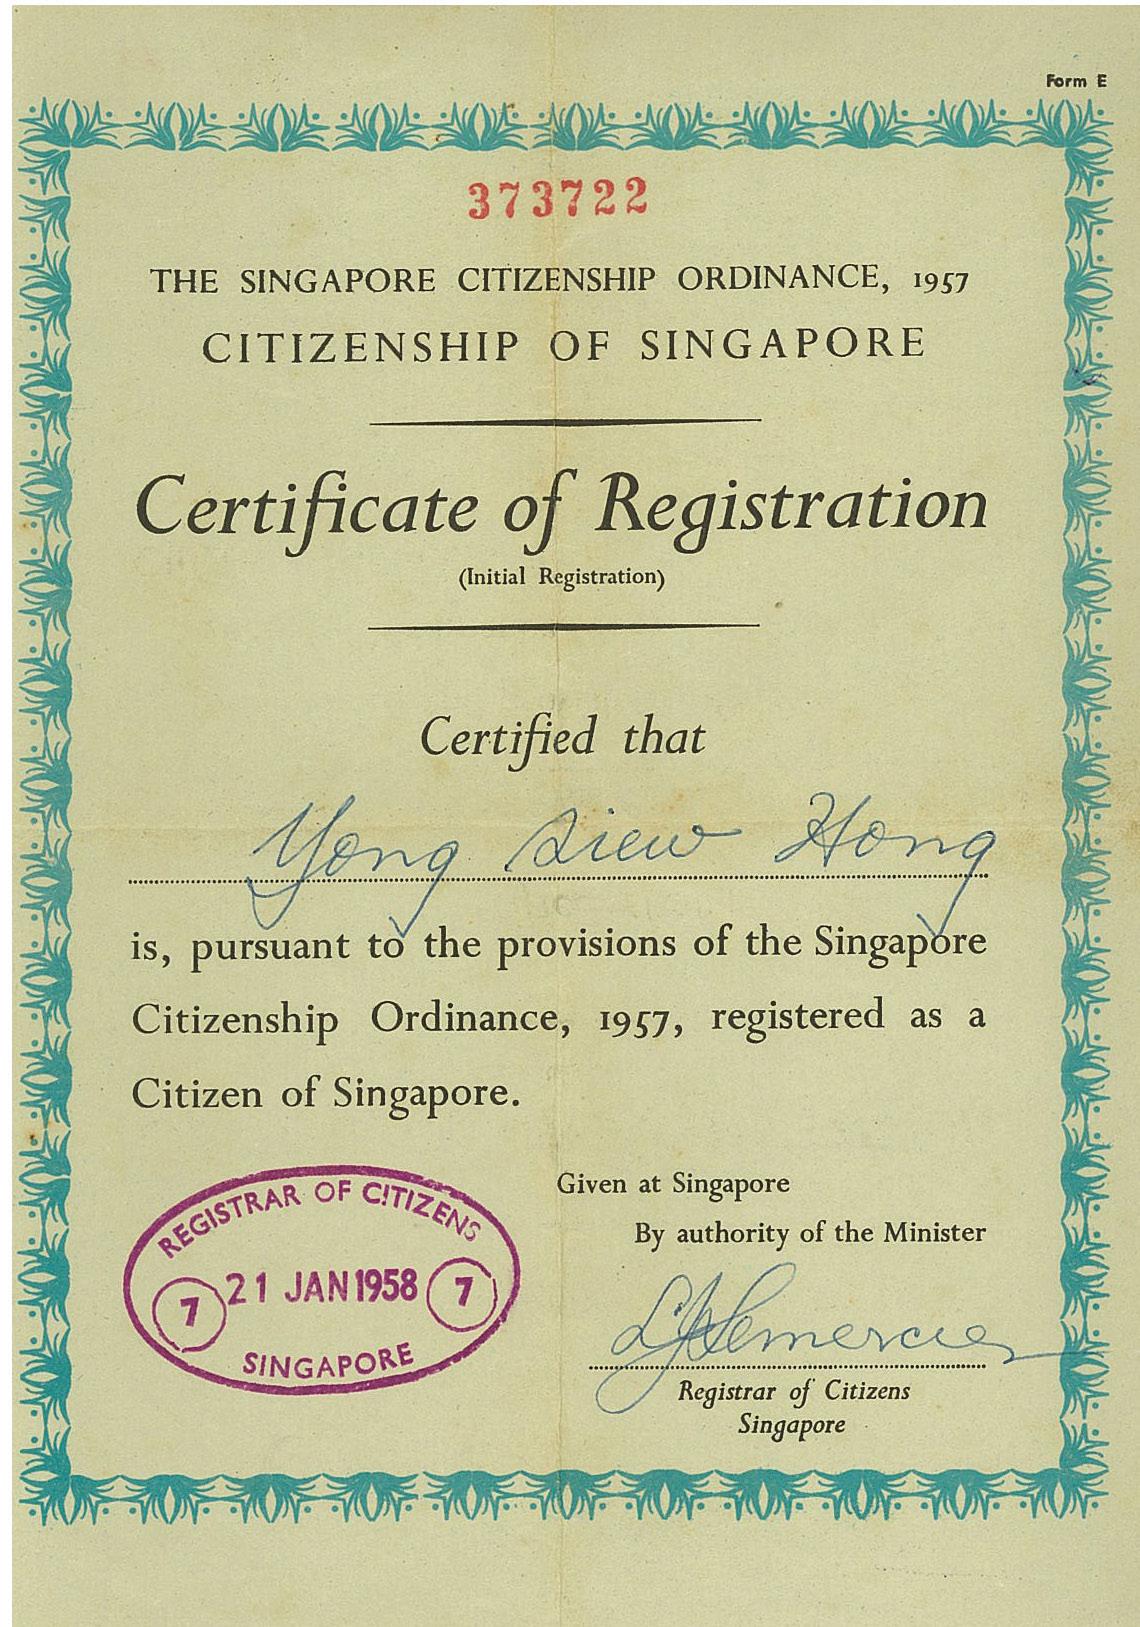 Form E
373722
THE SINGAPORE CITIZENSHIP ORDINANCE, 1957
CITIZENSHIP OF SINGAPORE
Certificate of Registration
(Initial Registration)
Certified that
Yong Siew Hong
is, pursuant to the provisions of the Singapore
Citizenship Ordinance, 1957, registered as a
Citizen of Singapore.
REGISTRAR OF CITIZENS
7 21 JAN 1958 7
SINGAPORE
Given at Singapore
By authority of the Minister
Registrar of Citizens
Singapore